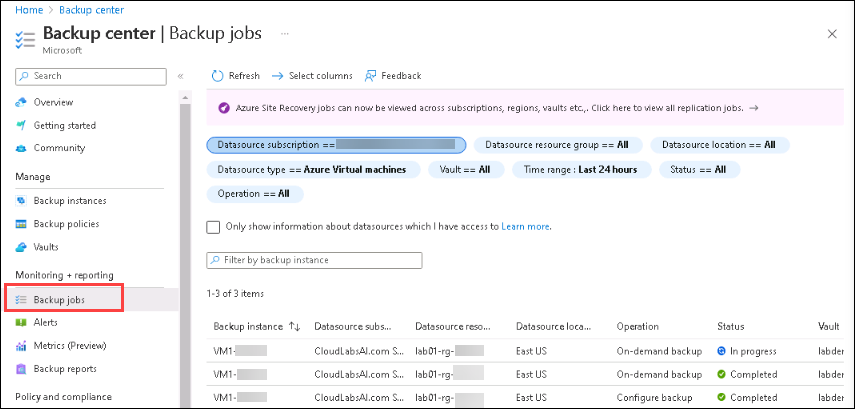 Home > Backup center
Backup center | Backup jobs ...
Microsoft
Search
Overview
Getting started
Community
Manage
Backup instances
Backup policies
Vaults
Monitoring + reporting
Backup jobs
Alerts
Metrics (Preview)
Backup reports
Policy and compliance
Refresh Select columns Feedback
Azure Site Recovery jobs can now be viewed across subscriptions, regions, vaults etc.,. Click here to view all replication jobs. →
Datasource subscription == Datasource resource group == All Datasource location == All
Datasource type == Azure Virtual machines Vault == All Time range : Last 24 hours Status == All
Operation == All
Only show information about datasources which I have access to Learn more.
Filter by backup instance
1-3 of 3 items
Backup instance ↑↓ Datasource subs... Datasource reso... Datasource loca... Operation Status Vault
VM1- CloudLabsAI.com S... lab01-rg- East US On-demand backup In progress labder
VM1- CloudLabsAI.com S... lab01-rg- East US On-demand backup Completed labder
VM1- CloudLabsAI.com S... lab01-rg- East US Configure backup Completed labder